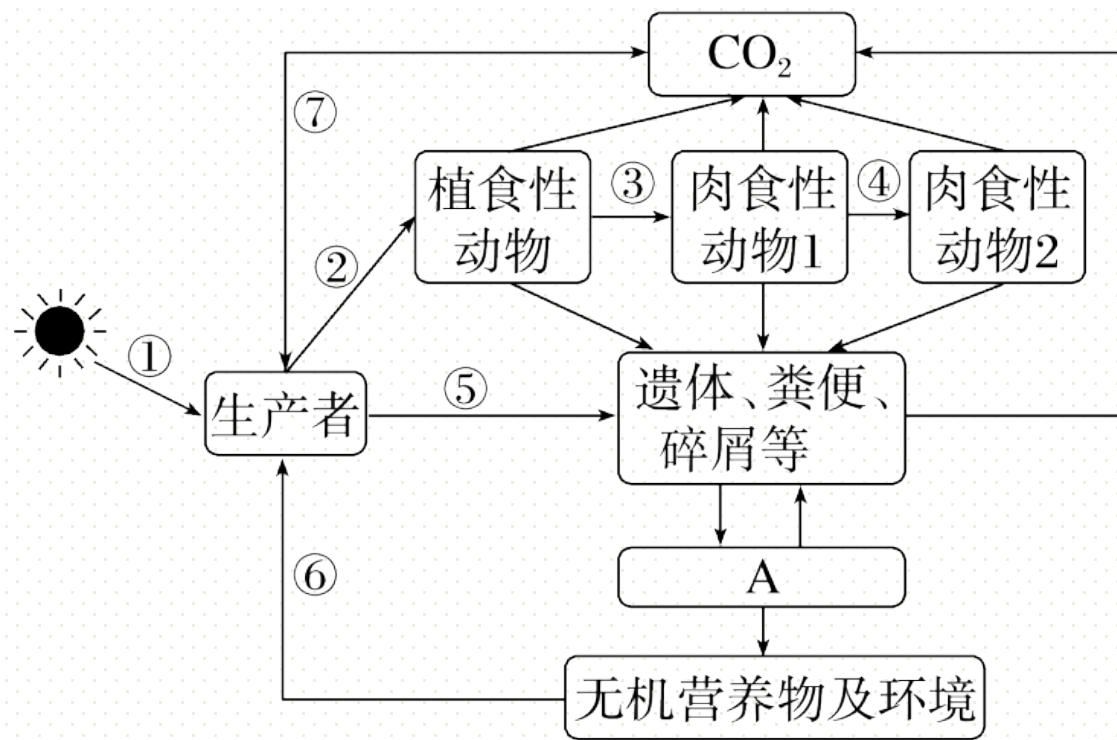 CO₂
⑦
植食性
动物
③
肉食性
动物1
④
肉食性
动物2
②
①
生产者
⑤
遗体、粪便、
碎屑等
⑥
A
无机营养物及环境